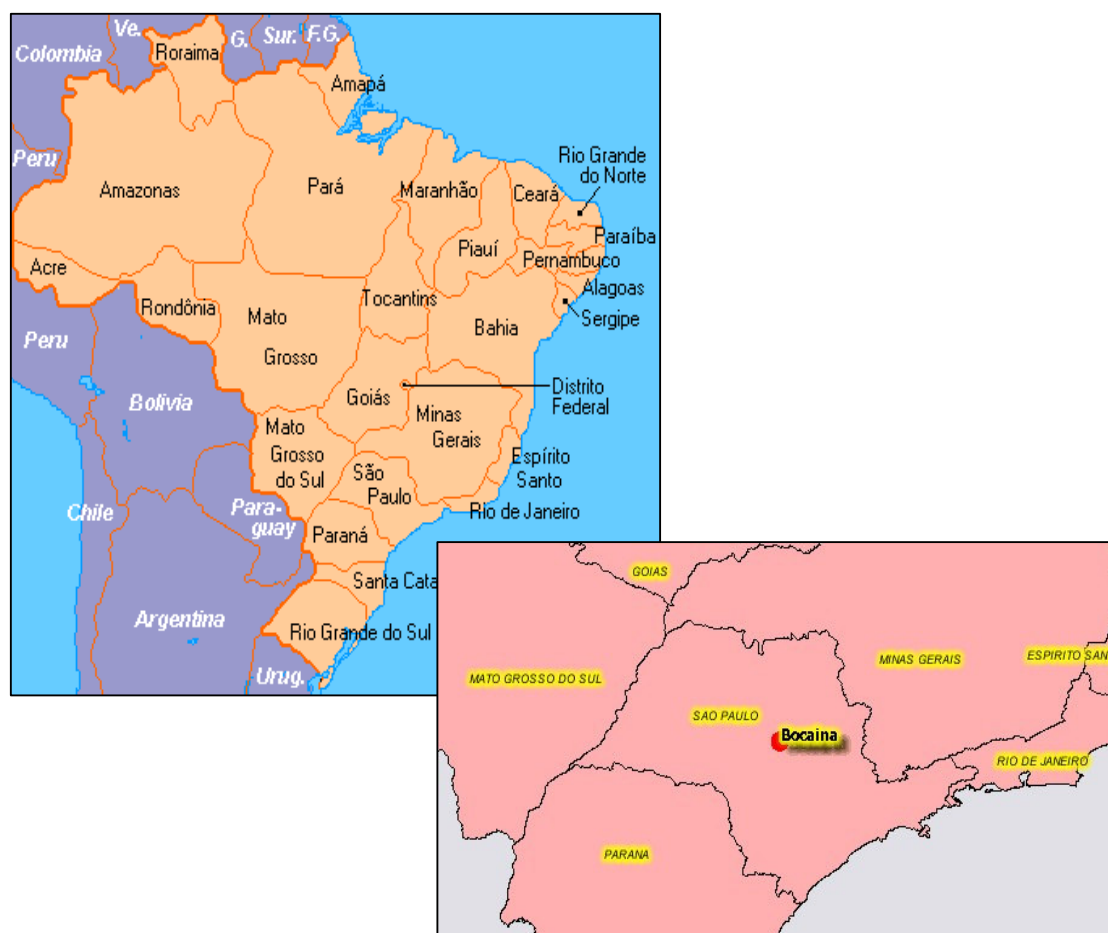 Ve.
G.
Sur.
F.G.
Colombia
Roraima
Amapá
Peru
Rio Grande
do Norte
Amazonas
Pará
Maranhão
Ceará
Paraíba
Piauí
Pernambuco
Acre
Rondônia
Tocantins
Alagoas
Sergipe
Mato
Grosso
Bahia
Peru
Bolivia
Goiás
Distrito
Federal
Minas
Gerais
Mato
Grosso
do Sul
Espírito
Santo
São
Paulo
Rio de Janeiro
Chile
Para-
guay
Paraná
Santa Cata
Argentina
Rio Grande do Sul
Urug.
GOIAS
MINAS GERAIS
ESPIRITO SAN
MATO GROSSO DO SUL
SAO PAULO
Bocaina
RIO DE JANEIRO
PARANA